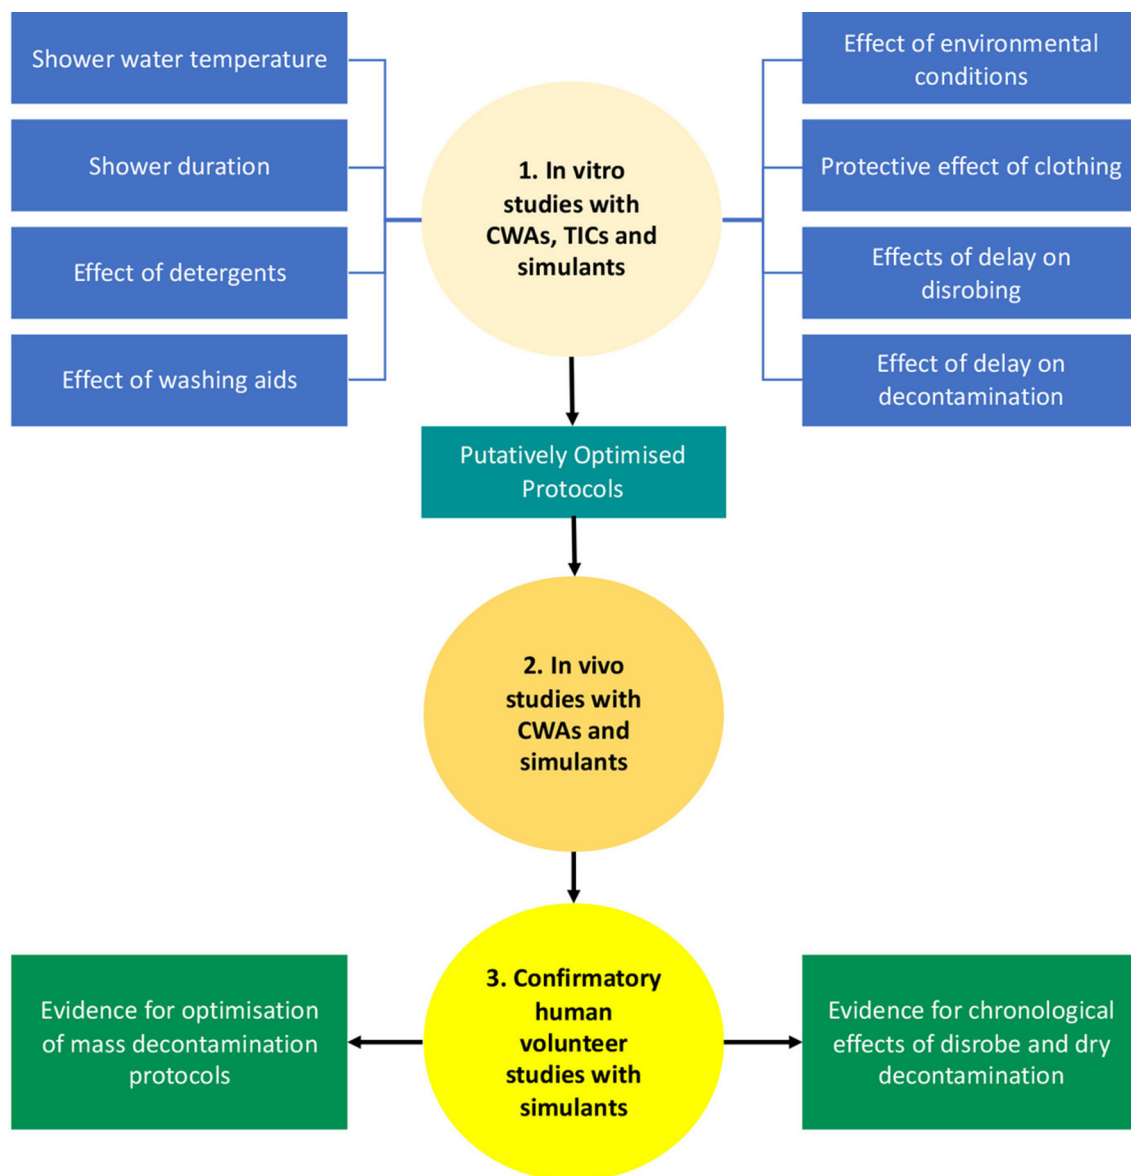 Shower water temperature
Shower duration
Effect of detergents
Effect of washing aids
1. In vitro
studies with
CWAs, TICs and
simulants
Effect of environmental
conditions
Protective effect of clothing
Effects of delay on
disrobing
Effect of delay on
decontamination
Putatively Optimised
Protocols
2. In vivo
studies with
CWAs and
simulants
3. Confirmatory
human
volunteer
studies with
simulants
Evidence for optimisation
of mass decontamination
protocols
Evidence for chronological
effects of disrobe and dry
decontamination